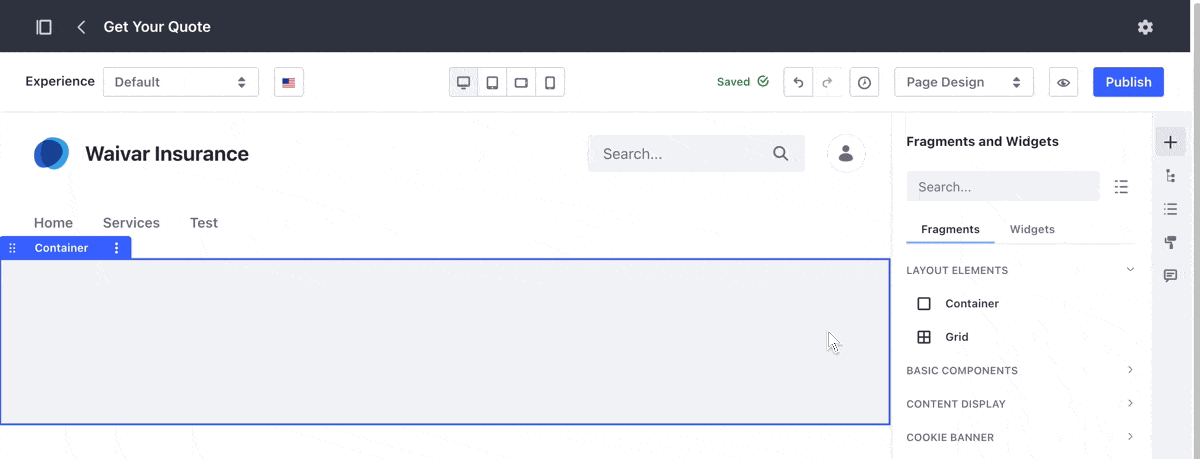 Get Your Quote
Experience Default Saved Page Design Publish
Waivar Insurance
Search...
Home Services Test
Container
Fragments and Widgets
Search...
Fragments Widgets
LAYOUT ELEMENTS
Container
Grid
BASIC COMPONENTS
CONTENT DISPLAY
COOKIE BANNER